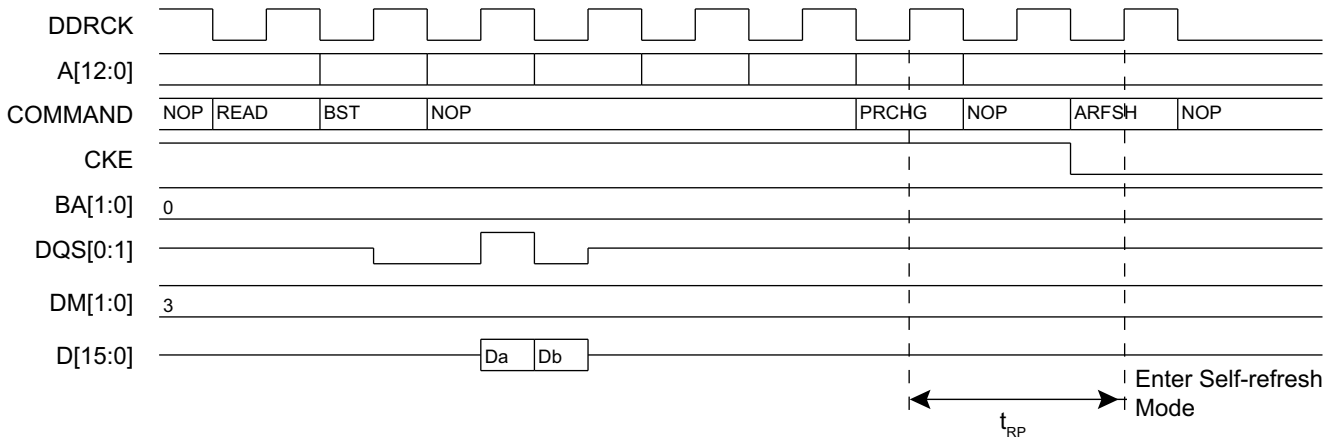 DDRCK
A[12:0]
COMMAND NOP READ BST NOP PRCHG NOP ARFSH NOP
CKE
BA[1:0] 0
DQS[0:1]
DM[1:0] 3
D[15:0] Da Db
Enter Self-refresh
Mode
tRP